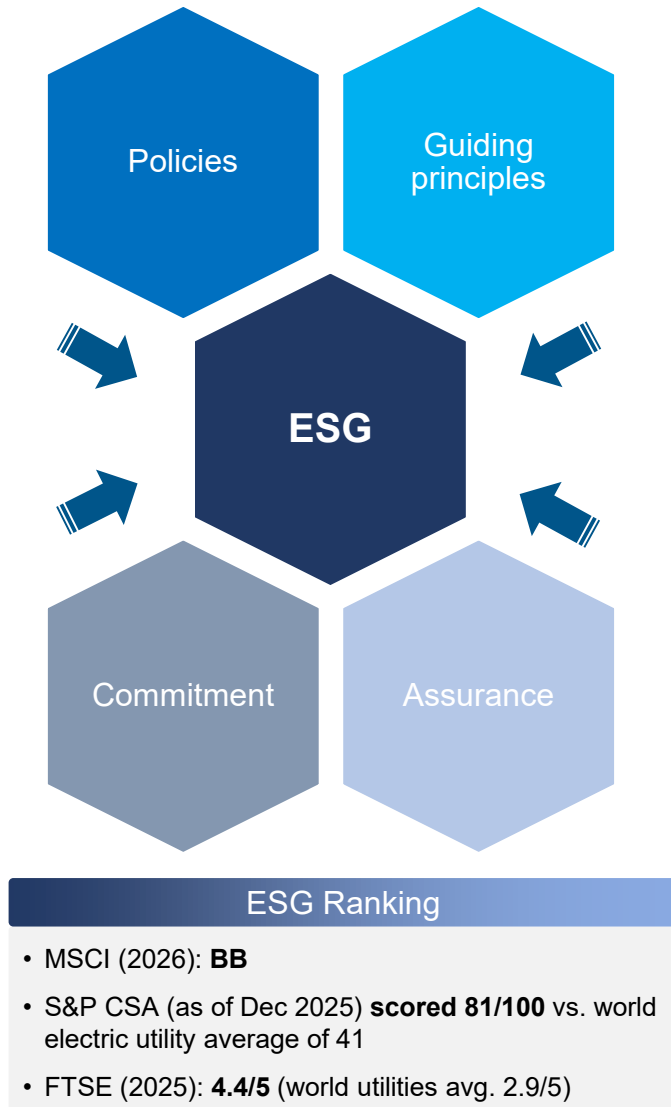 Policies
Guiding
principles
ESG
Commitment
Assurance
ESG Ranking
• MSCI (2026): BB
• S&P CSA (as of Dec 2025) scored 81/100 vs. world
electric utility average of 41
• FTSE (2025): 4.4/5 (world utilities avg. 2.9/5)